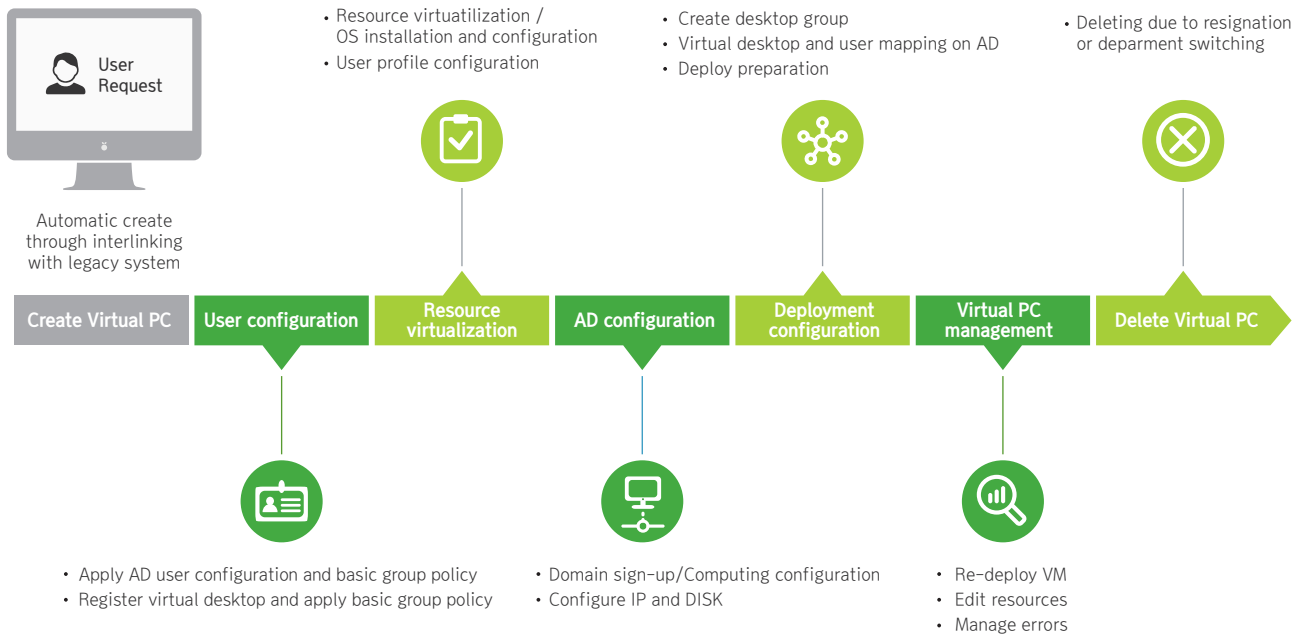 User
Request
Automatic create
through interlinking
with legacy system
• Resource virtuatilization /
OS installation and configuration
• User profile configuration
• Create desktop group
• Virtual desktop and user mapping on AD
• Deploy preparation
• Deleting due to resignation
or deparment switching
Create Virtual PC
User configuration
Resource
virtualization
AD configuration
Deployment
configuration
Virtual PC
management
Delete Virtual PC
• Apply AD user configuration and basic group policy
• Register virtual desktop and apply basic group policy
• Domain sign-up/Computing configuration
• Configure IP and DISK
• Re-deploy VM
• Edit resources
• Manage errors